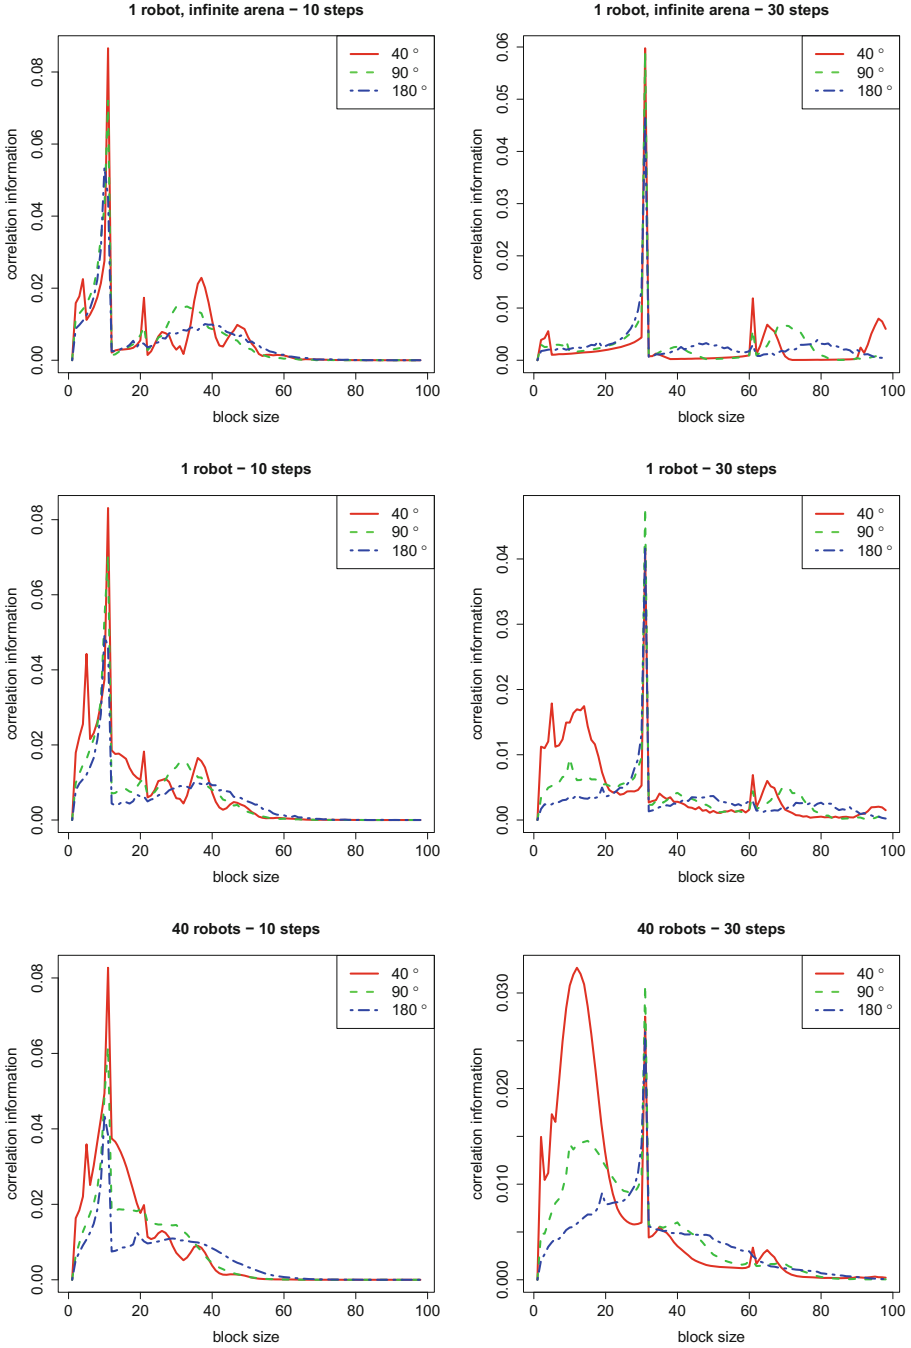 1 robot, infinite arena − 10 steps
correlation information
0.00 0.02 0.04 0.06 0.08
40 °
90 °
180 °
0 20 40 60 80 100
block size
1 robot, infinite arena − 30 steps
correlation information
0.00 0.01 0.02 0.03 0.04 0.05 0.06
40 °
90 °
180 °
0 20 40 60 80 100
block size
1 robot − 10 steps
correlation information
0.00 0.02 0.04 0.06 0.08
40 °
90 °
180 °
0 20 40 60 80 100
block size
1 robot − 30 steps
correlation information
0.00 0.01 0.02 0.03 0.04
40 °
90 °
180 °
0 20 40 60 80 100
block size
40 robots − 10 steps
correlation information
0.00 0.02 0.04 0.06 0.08
40 °
90 °
180 °
0 20 40 60 80 100
block size
40 robots − 30 steps
correlation information
0.000 0.010 0.020 0.030
40 °
90 °
180 °
0 20 40 60 80 100
block size